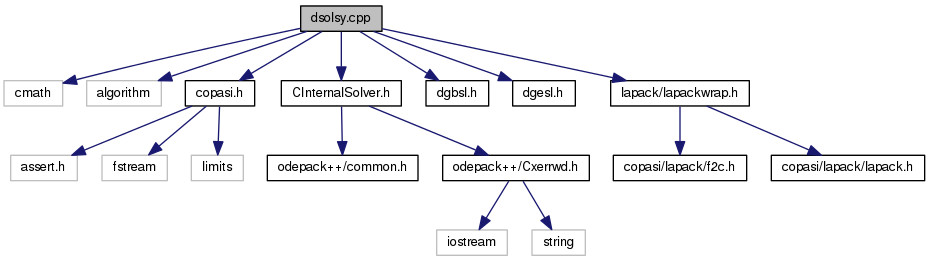 dsolsy.cpp
cmath
algorithm
copasi.h
CInternalSolver.h
dgbsl.h
dgesl.h
lapack/lapackwrap.h
assert.h
fstream
limits
odepack++/common.h
odepack++/Cxerrwd.h
copasi/lapack/f2c.h
copasi/lapack/lapack.h
iostream
string